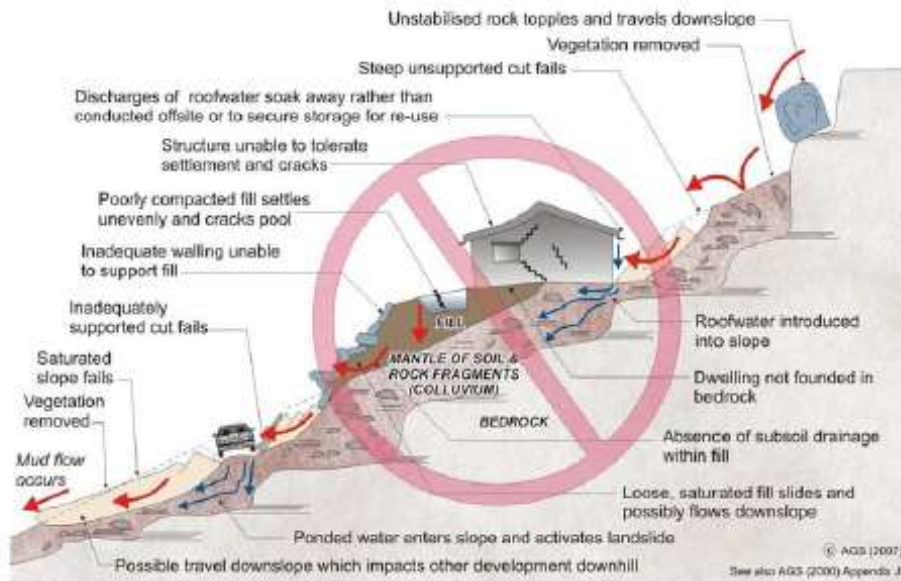 Unstabilised rock topples and travels downslope
Vegetation removed
Steep unsupported cut fails
Discharges of roofwater soak away rather than
conducted offsite or to secure storage for re-use
Structure unable to tolerate
settlement and cracks
Poorly compacted fill settles
unevenly and cracks pool
Inadequate walling unable
to support fill
Inadequately
supported cut fails
Saturated
slope fails
Vegetation
removed
Mud flow
occurs
FILL
MANTLE OF SOIL &
ROCK FRAGMENTS
(COLLUVIUM)
BEDROCK
Roofwater introduced
into slope
Dwelling not founded in
bedrock
Absence of subsoil drainage
within fill
Loose, saturated fill slides and
possibly flows downslope
Ponded water enters slope and activates landslide
Possible travel downslope which impacts other development downhill
© AGS (2007)
See also AGS (2000) Appendix J